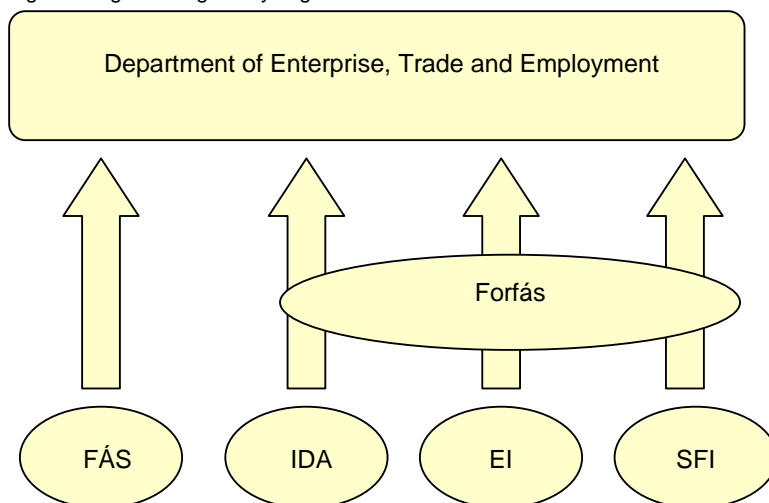 Department of Enterprise, Trade and Employment
Forfás
FÁS
IDA
EI
SFI